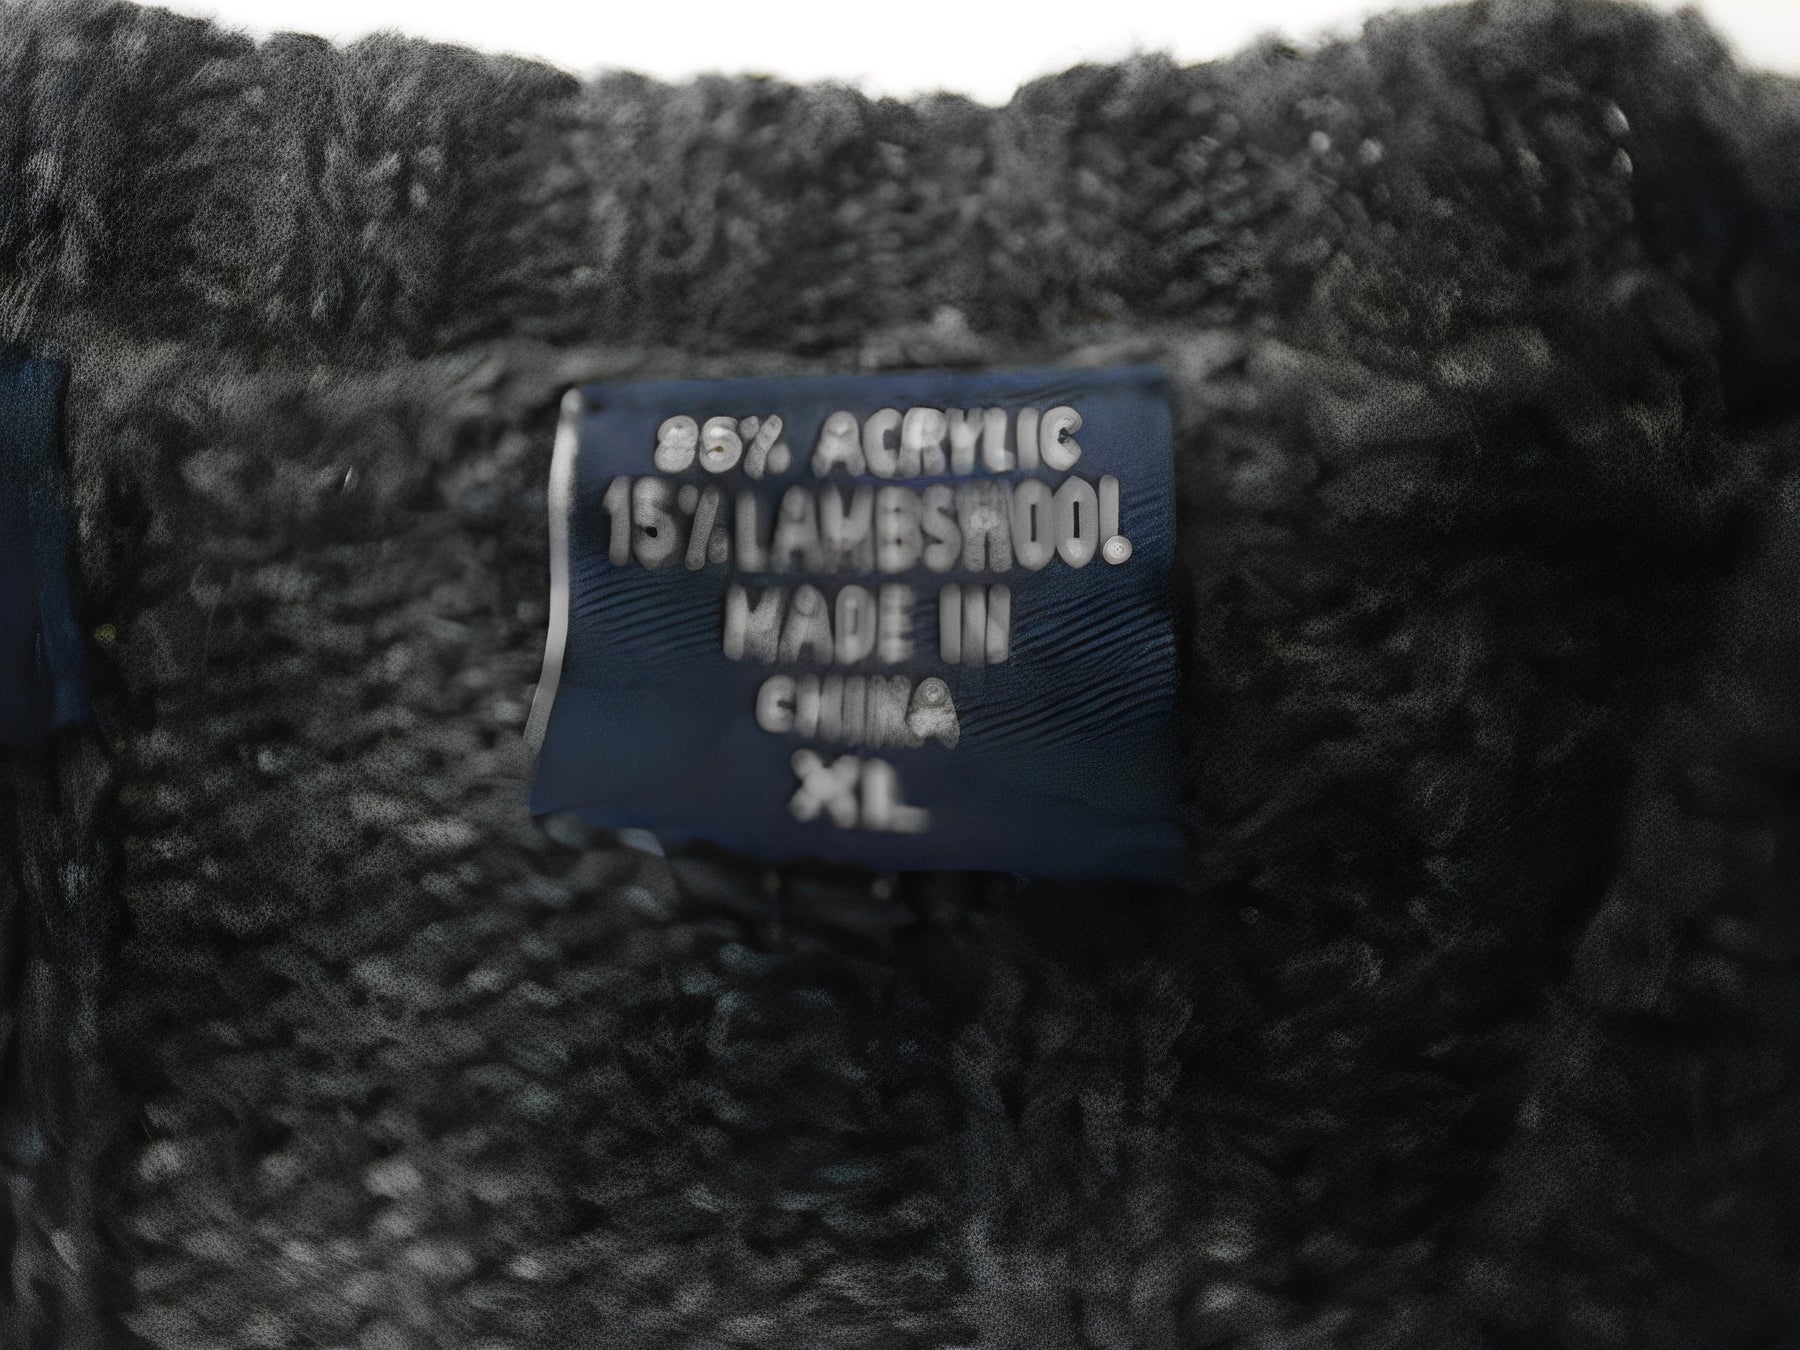 85% ACRYLIC
15% LAMBSWOOL
MADE IN
CHINA
XL